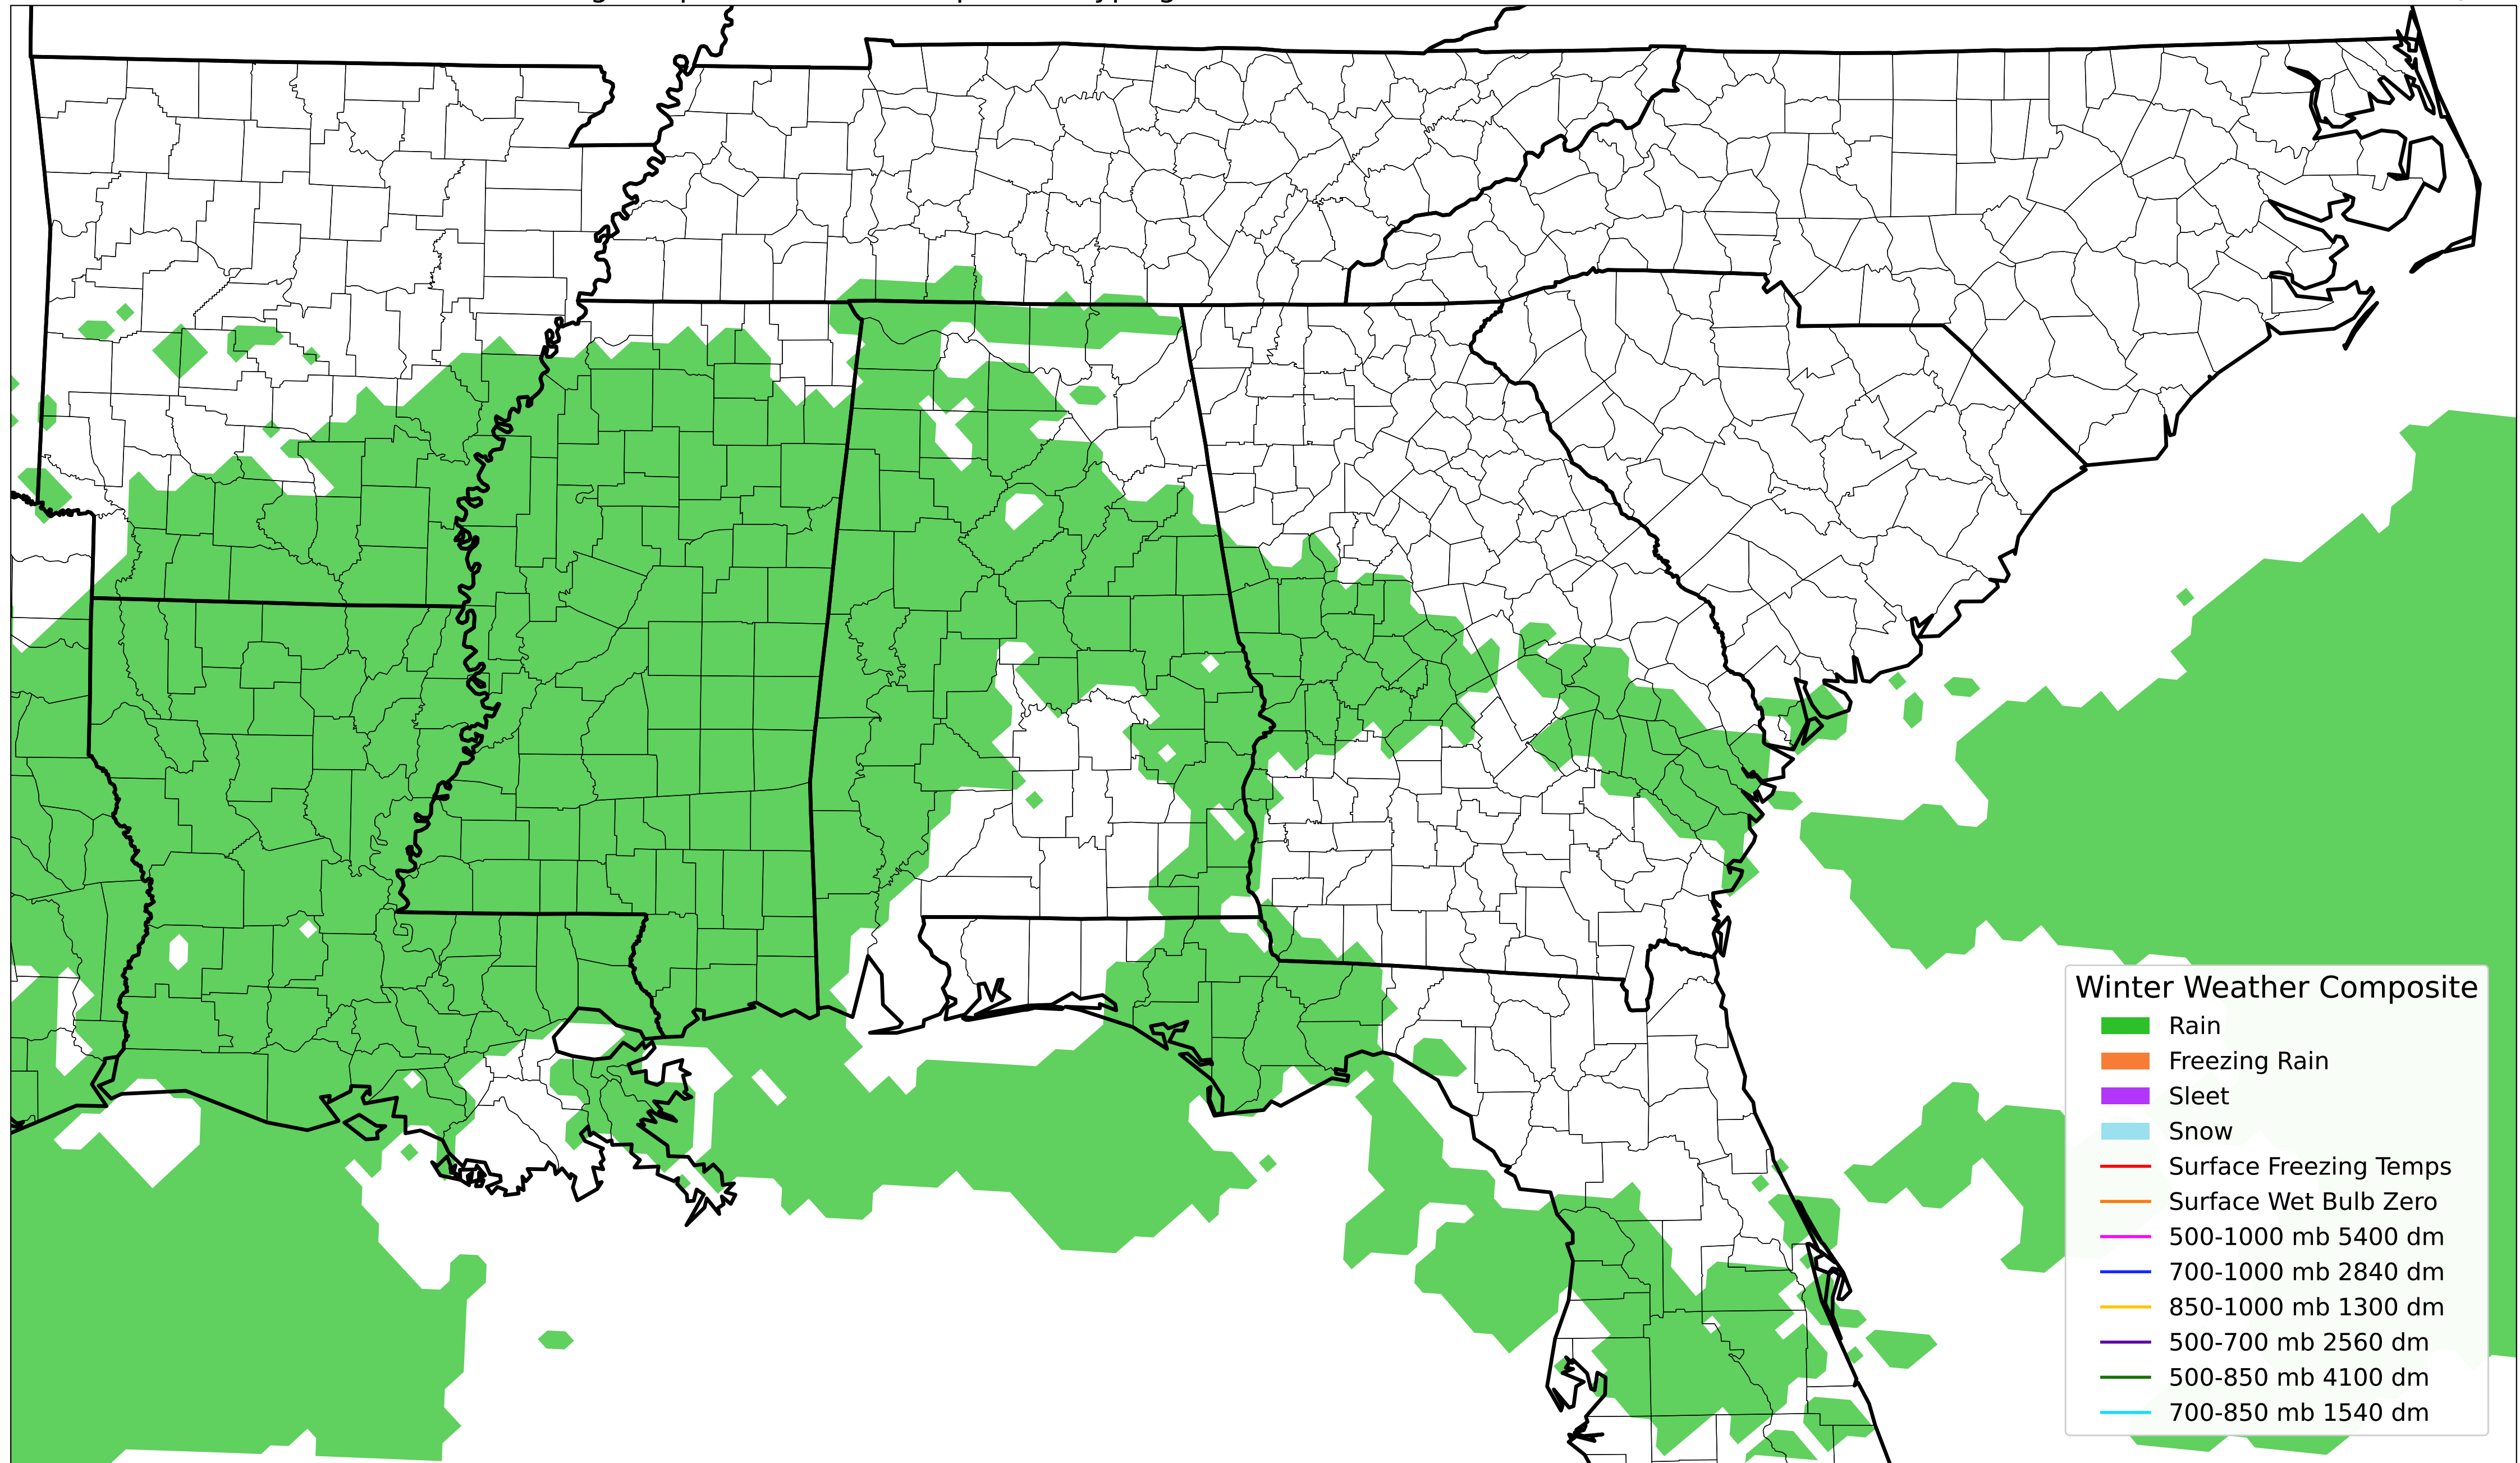 Winter Weather Composite
Rain
Freezing Rain
Sleet
Snow
Surface Freezing Temps
Surface Wet Bulb Zero
500-1000 mb 5400 dm
700-1000 mb 2840 dm
850-1000 mb 1300 dm
500-700 mb 2560 dm
500-850 mb 4100 dm
700-850 mb 1540 dm